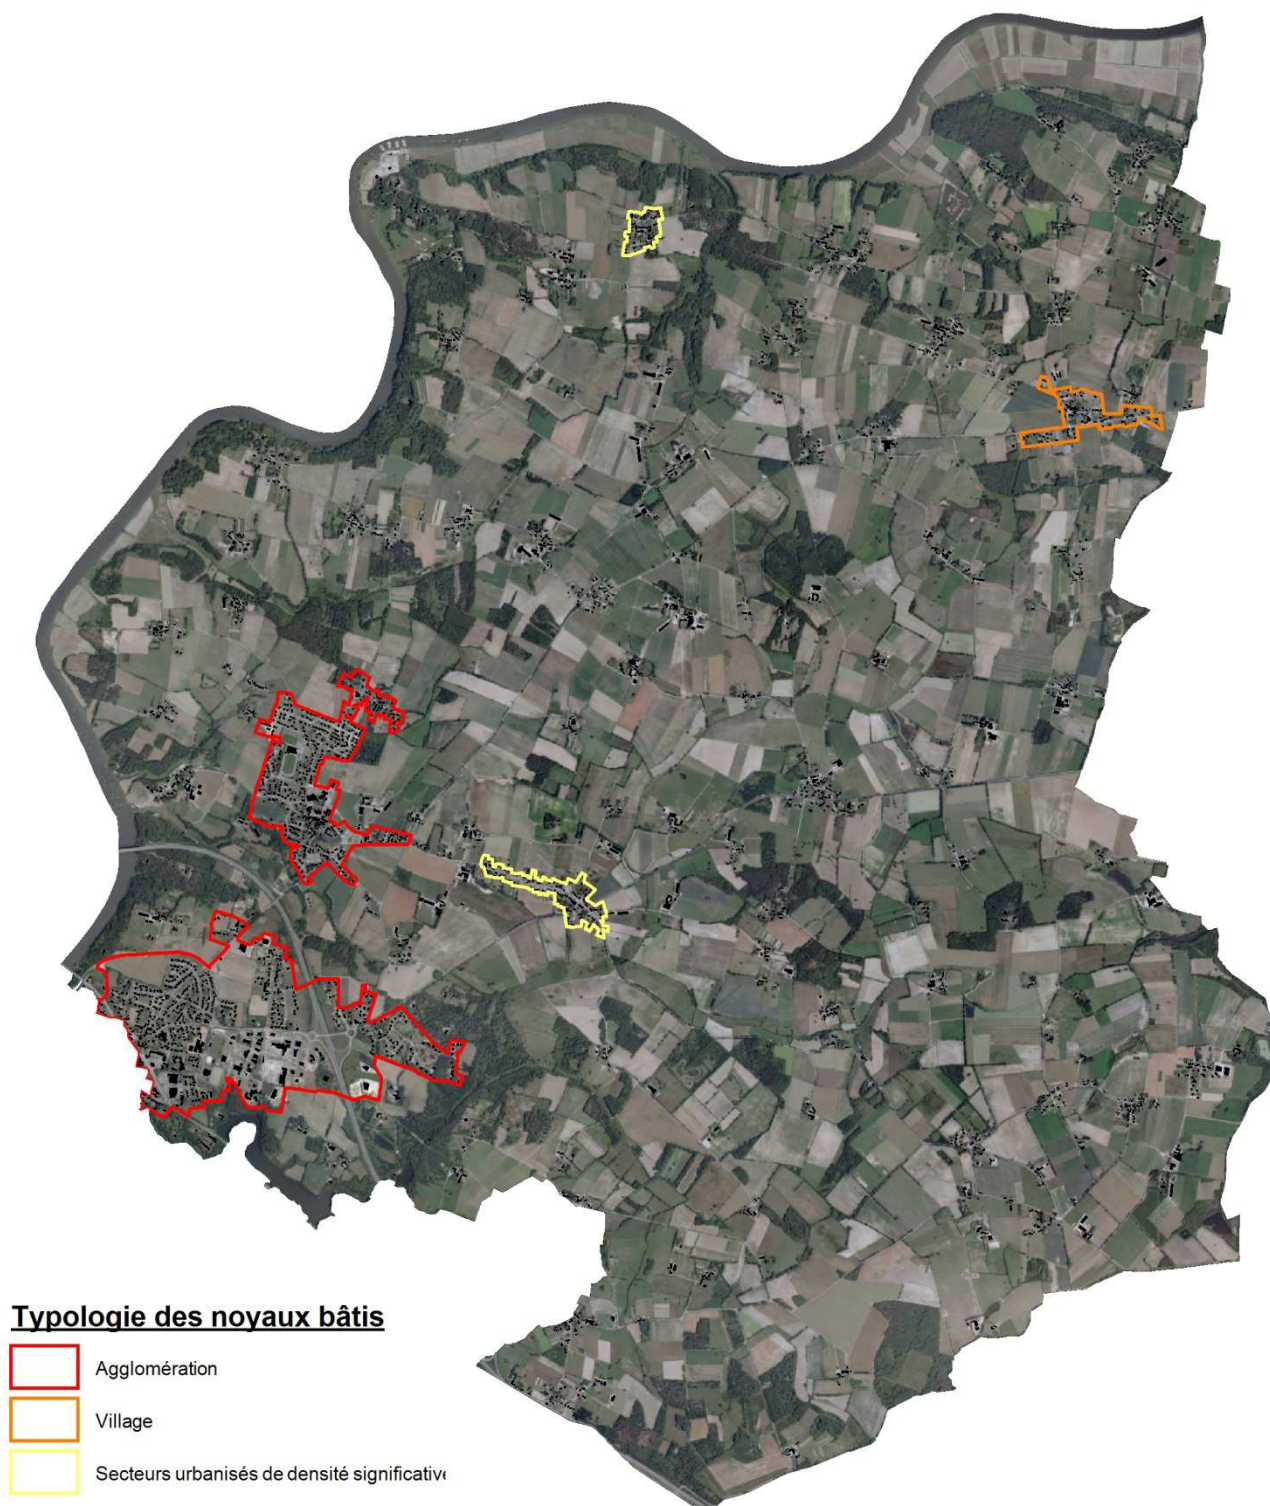 Typologie des noyaux bâtis
Agglomération
Village
Secteurs urbanisés de densité significative